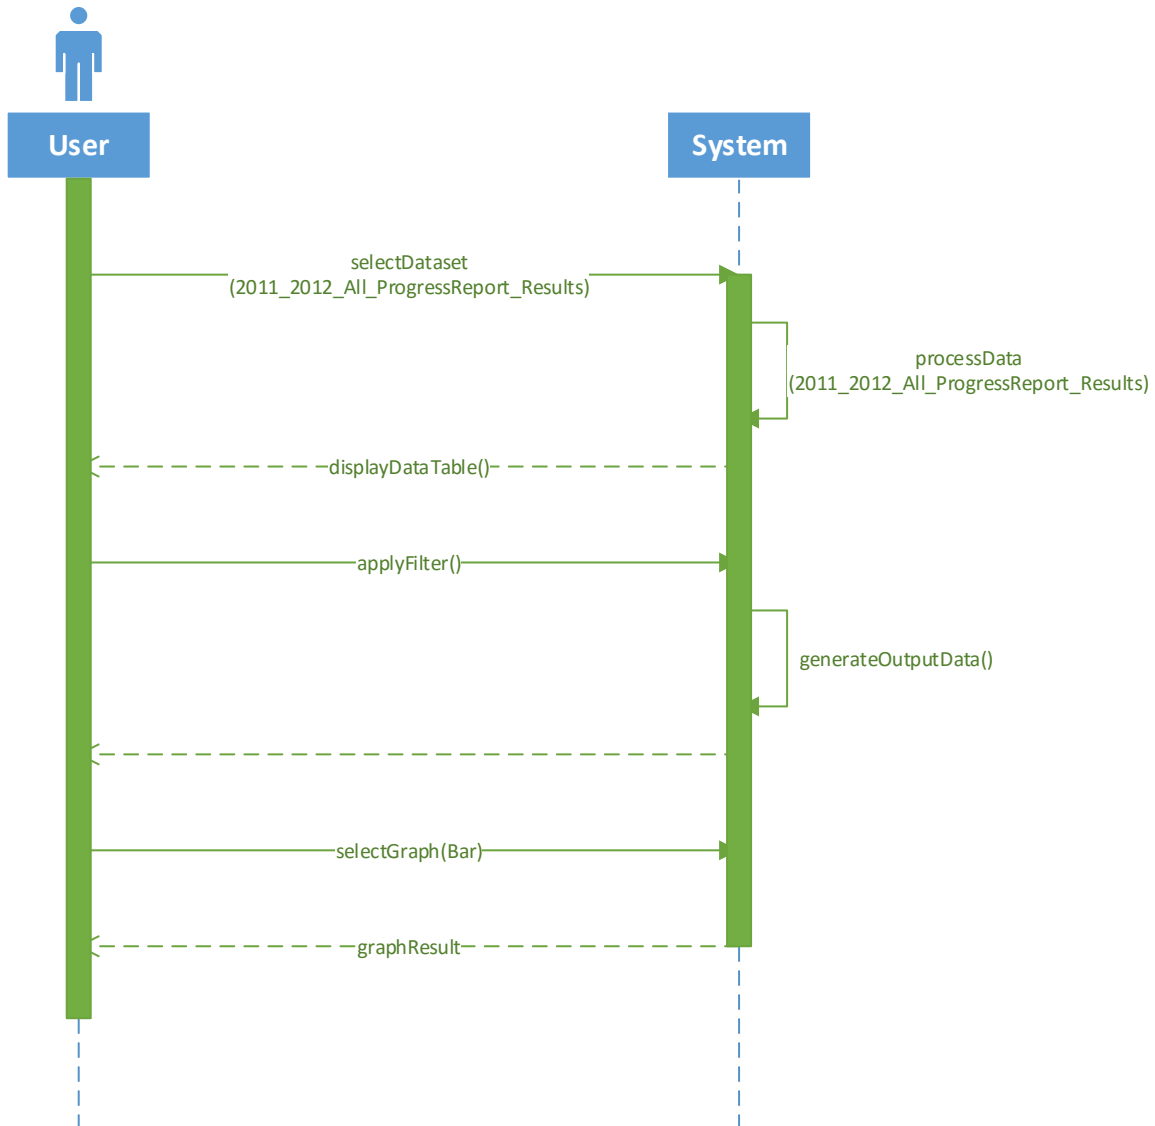 User
System
selectDataset
(2011_2012_All_ProgressReport_Results)
processData
(2011_2012_All_ProgressReport_Results)
displayDataTable()
applyFilter()
generateOutputData()
selectGraph(Bar)
graphResult